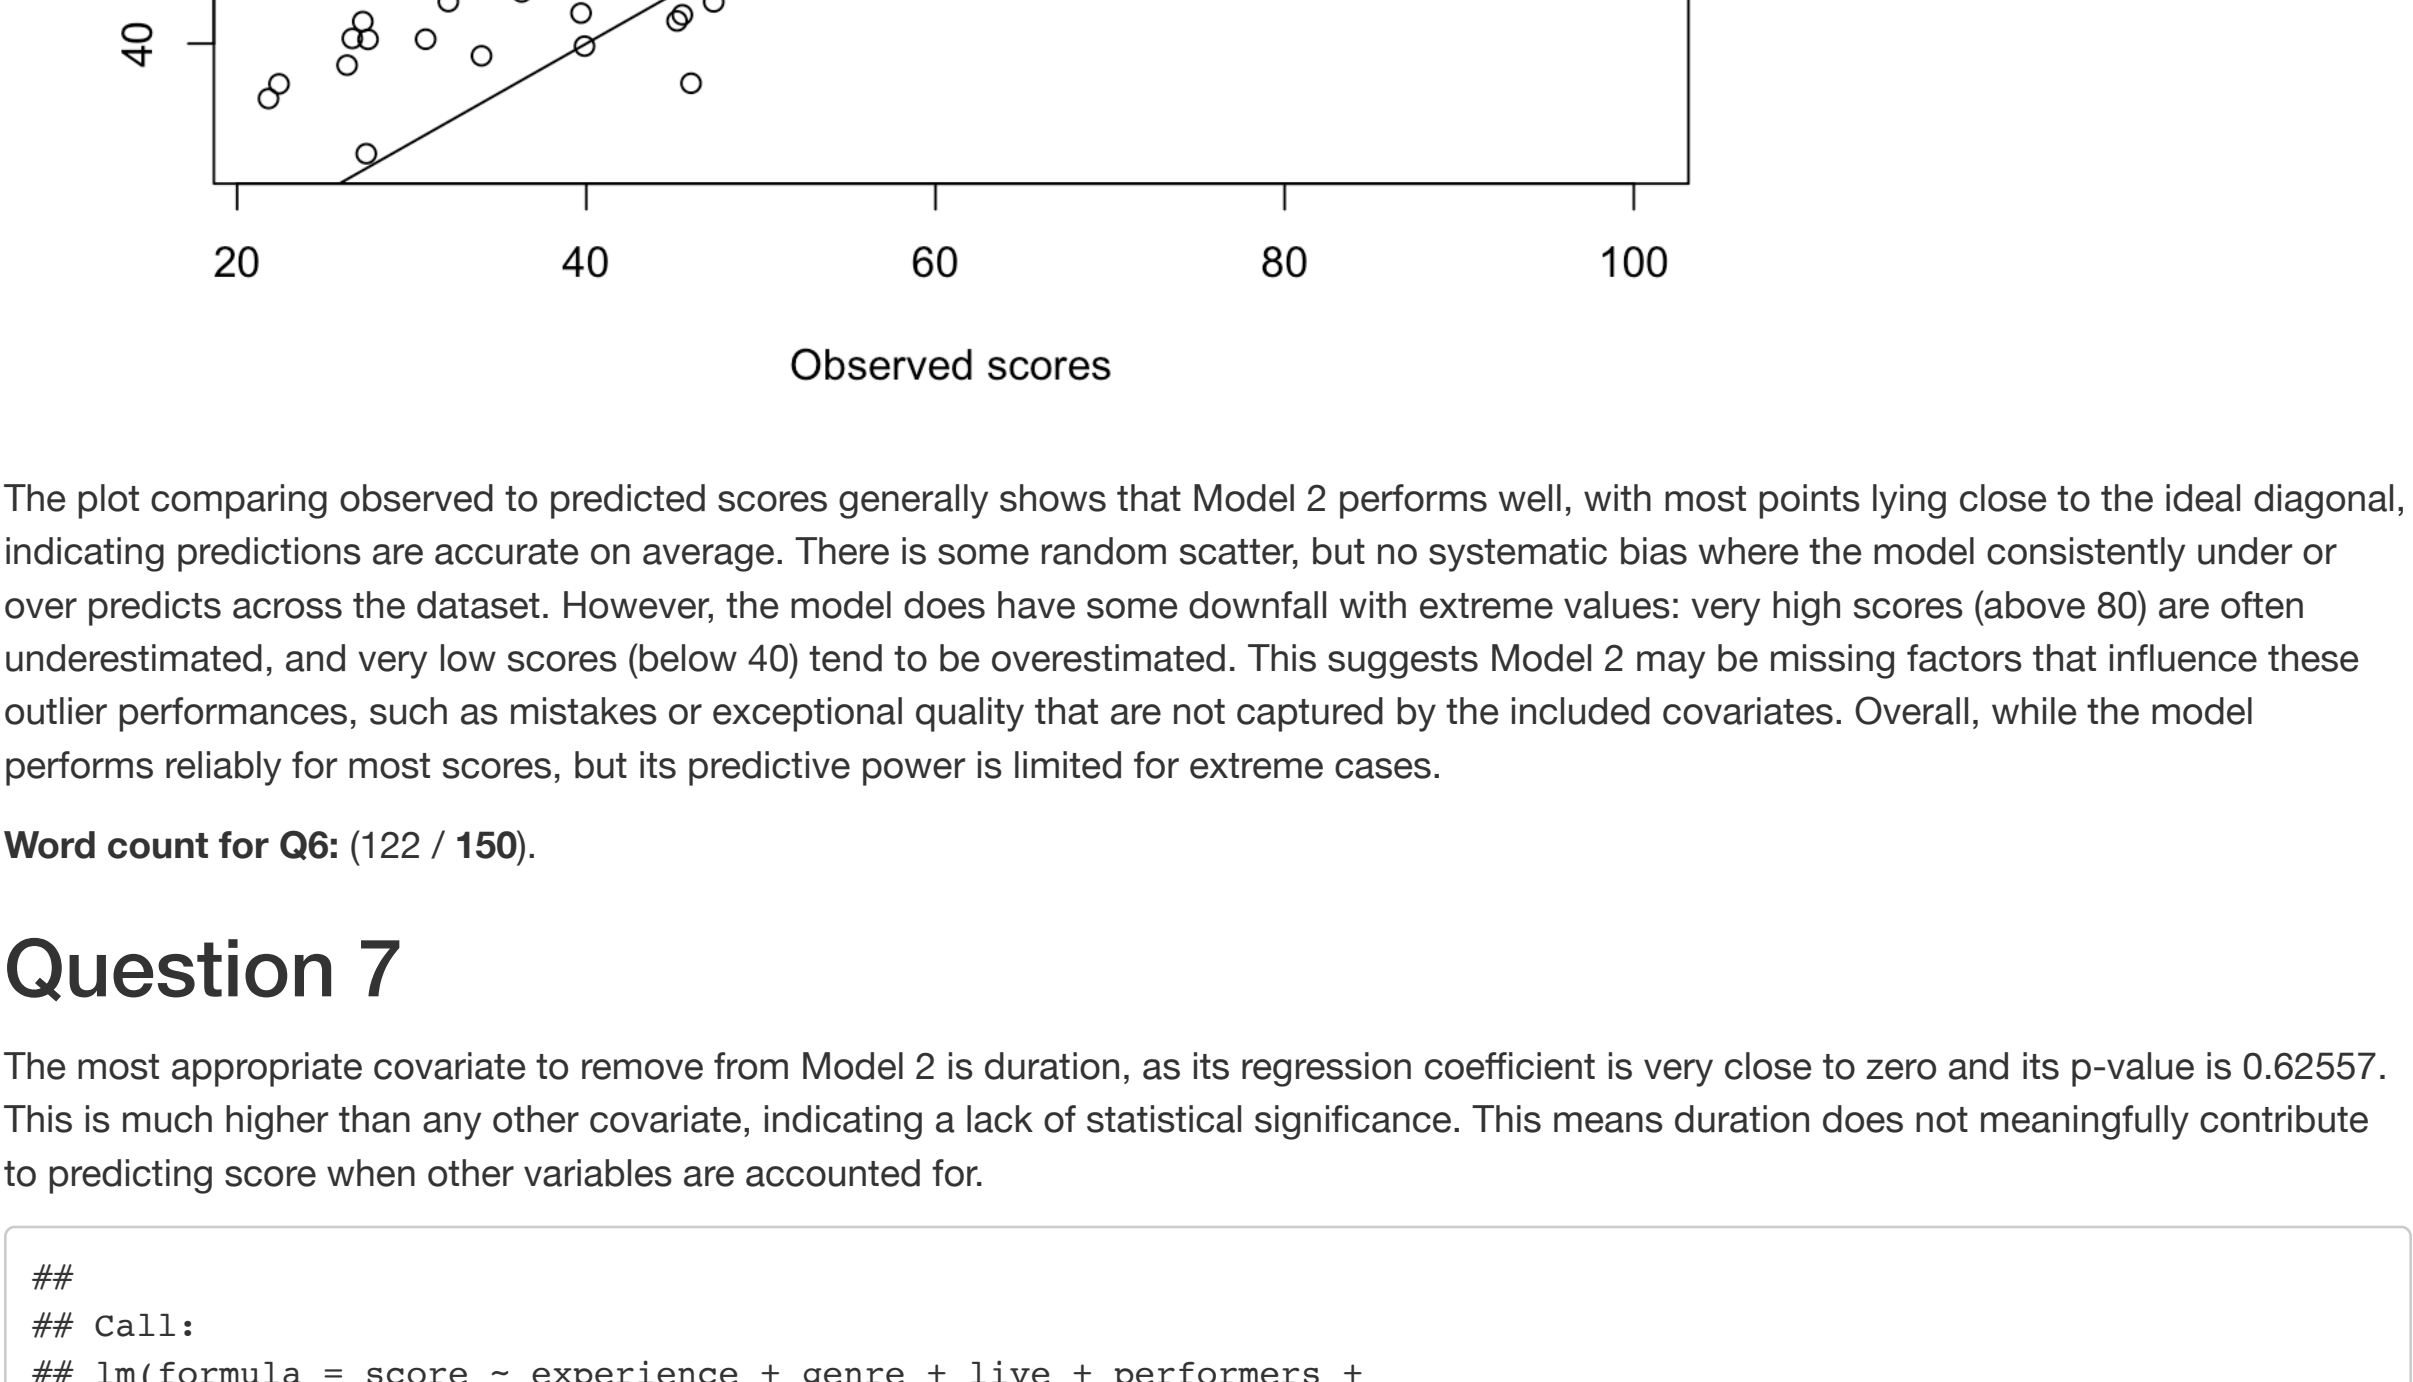 40
20 40 60 80 100
Observed scores
The plot comparing observed to predicted scores generally shows that Model 2 performs well, with most points lying close to the ideal diagonal,
indicating predictions are accurate on average. There is some random scatter, but no systematic bias where the model consistently under or
over predicts across the dataset. However, the model does have some downfall with extreme values: very high scores (above 80) are often
underestimated, and very low scores (below 40) tend to be overestimated. This suggests Model 2 may be missing factors that influence these
outlier performances, such as mistakes or exceptional quality that are not captured by the included covariates. Overall, while the model
performs reliably for most scores, but its predictive power is limited for extreme cases.
Word count for Q6: (122 / 150).
Question 7
The most appropriate covariate to remove from Model 2 is duration, as its regression coefficient is very close to zero and its p-value is 0.62557.
This is much higher than any other covariate, indicating a lack of statistical significance. This means duration does not meaningfully contribute
to predicting score when other variables are accounted for.
##
## Call:
## lm(formula = score ~ experience + genre + live + performers +